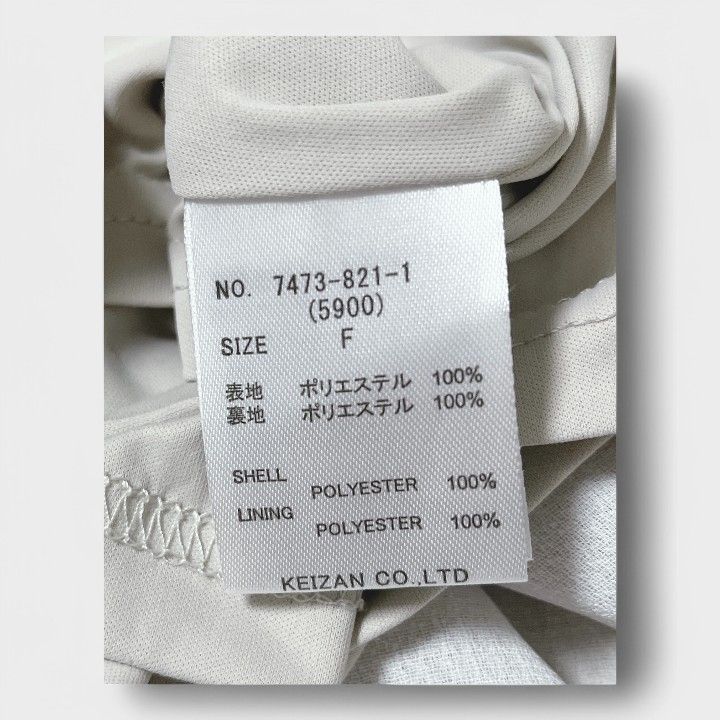 NO. 7473-821-1
(5900)
SIZE F
表地 ポリエステル 100%
裏地 ポリエステル 100%
SHELL POLYESTER 100%
LINING POLYESTER 100%
KEIZAN CO.,LTD